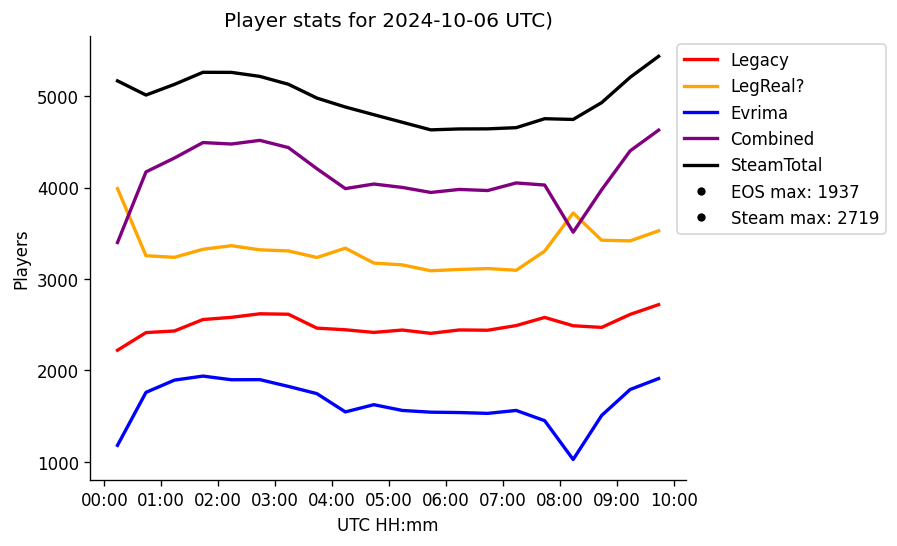 Player stats for 2024-10-06 UTC)
Legacy
LegReal?
Evrima
Combined
SteamTotal
EOS max: 1937
Steam max: 2719
Players
5000
4000
3000
2000
1000
00:00 01:00 02:00 03:00 04:00 05:00 06:00 07:00 08:00 09:00 10:00
UTC HH:mm